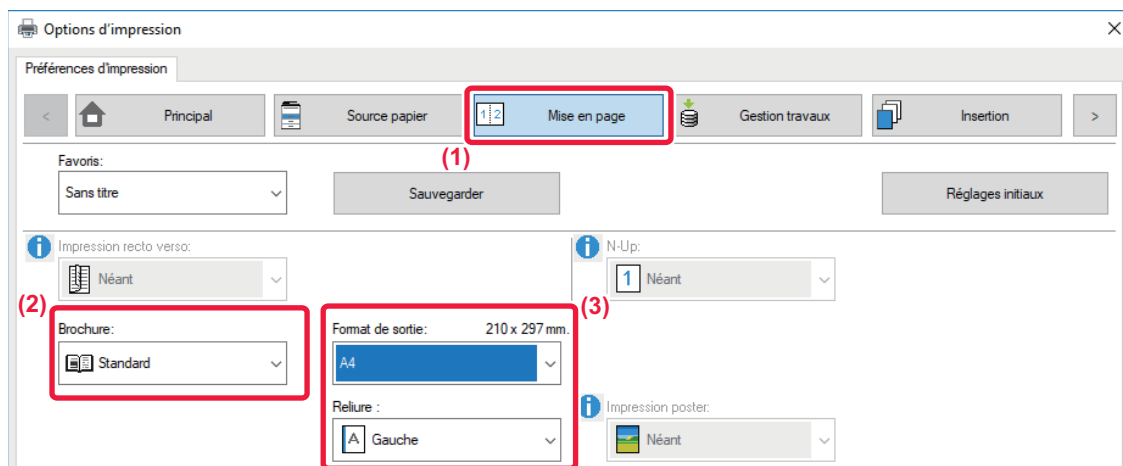 Options d'impression
Préférences d'impression
< Principal Source papier 1 2 Mise en page Gestion travaux Insertion >
(1)
Favoris:
Sans titre Sauvegarder Réglages initiaux
Impression recto verso: N-Up:
Néant 1 Néant
(2) (3)
Brochure: Format de sortie: 210 x 297 mm.
Standard A4
Reliure : Impression poster:
A Gauche Néant